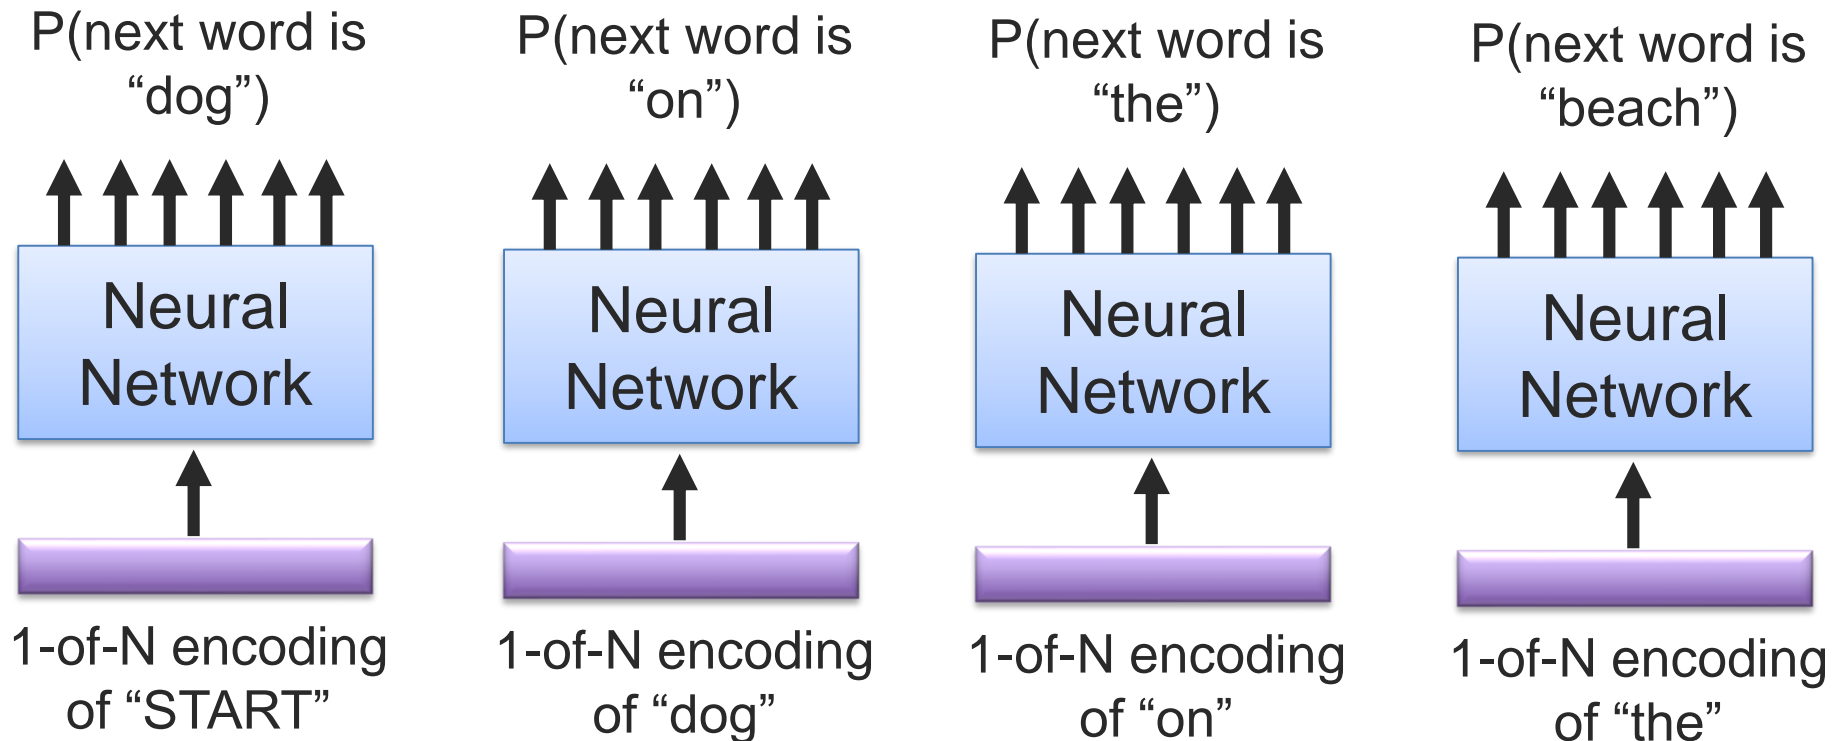 P(next word is
“dog”)
P(next word is
“on”)
P(next word is
“the”)
P(next word is
“beach”)
Neural
Network
Neural
Network
Neural
Network
Neural
Network
1-of-N encoding
of “START”
1-of-N encoding
of “dog”
1-of-N encoding
of “on”
1-of-N encoding
of “the”